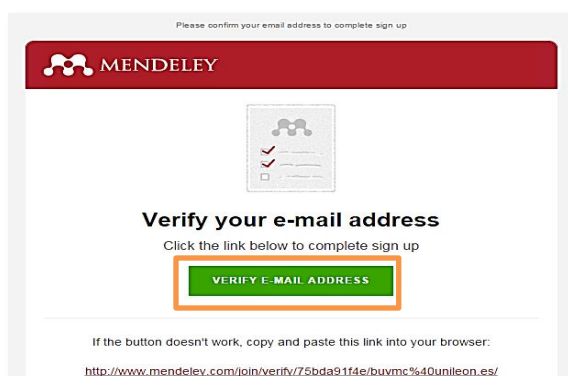 Please confirm your email address to complete sign up
MENDELEY
Verify your e-mail address
Click the link below to complete sign up
VERIFY E-MAIL ADDRESS
If the button doesn't work, copy and paste this link into your browser:
http://www.mendeley.com/join/verify/75bda91f4e/buvmc%40unileon.es/